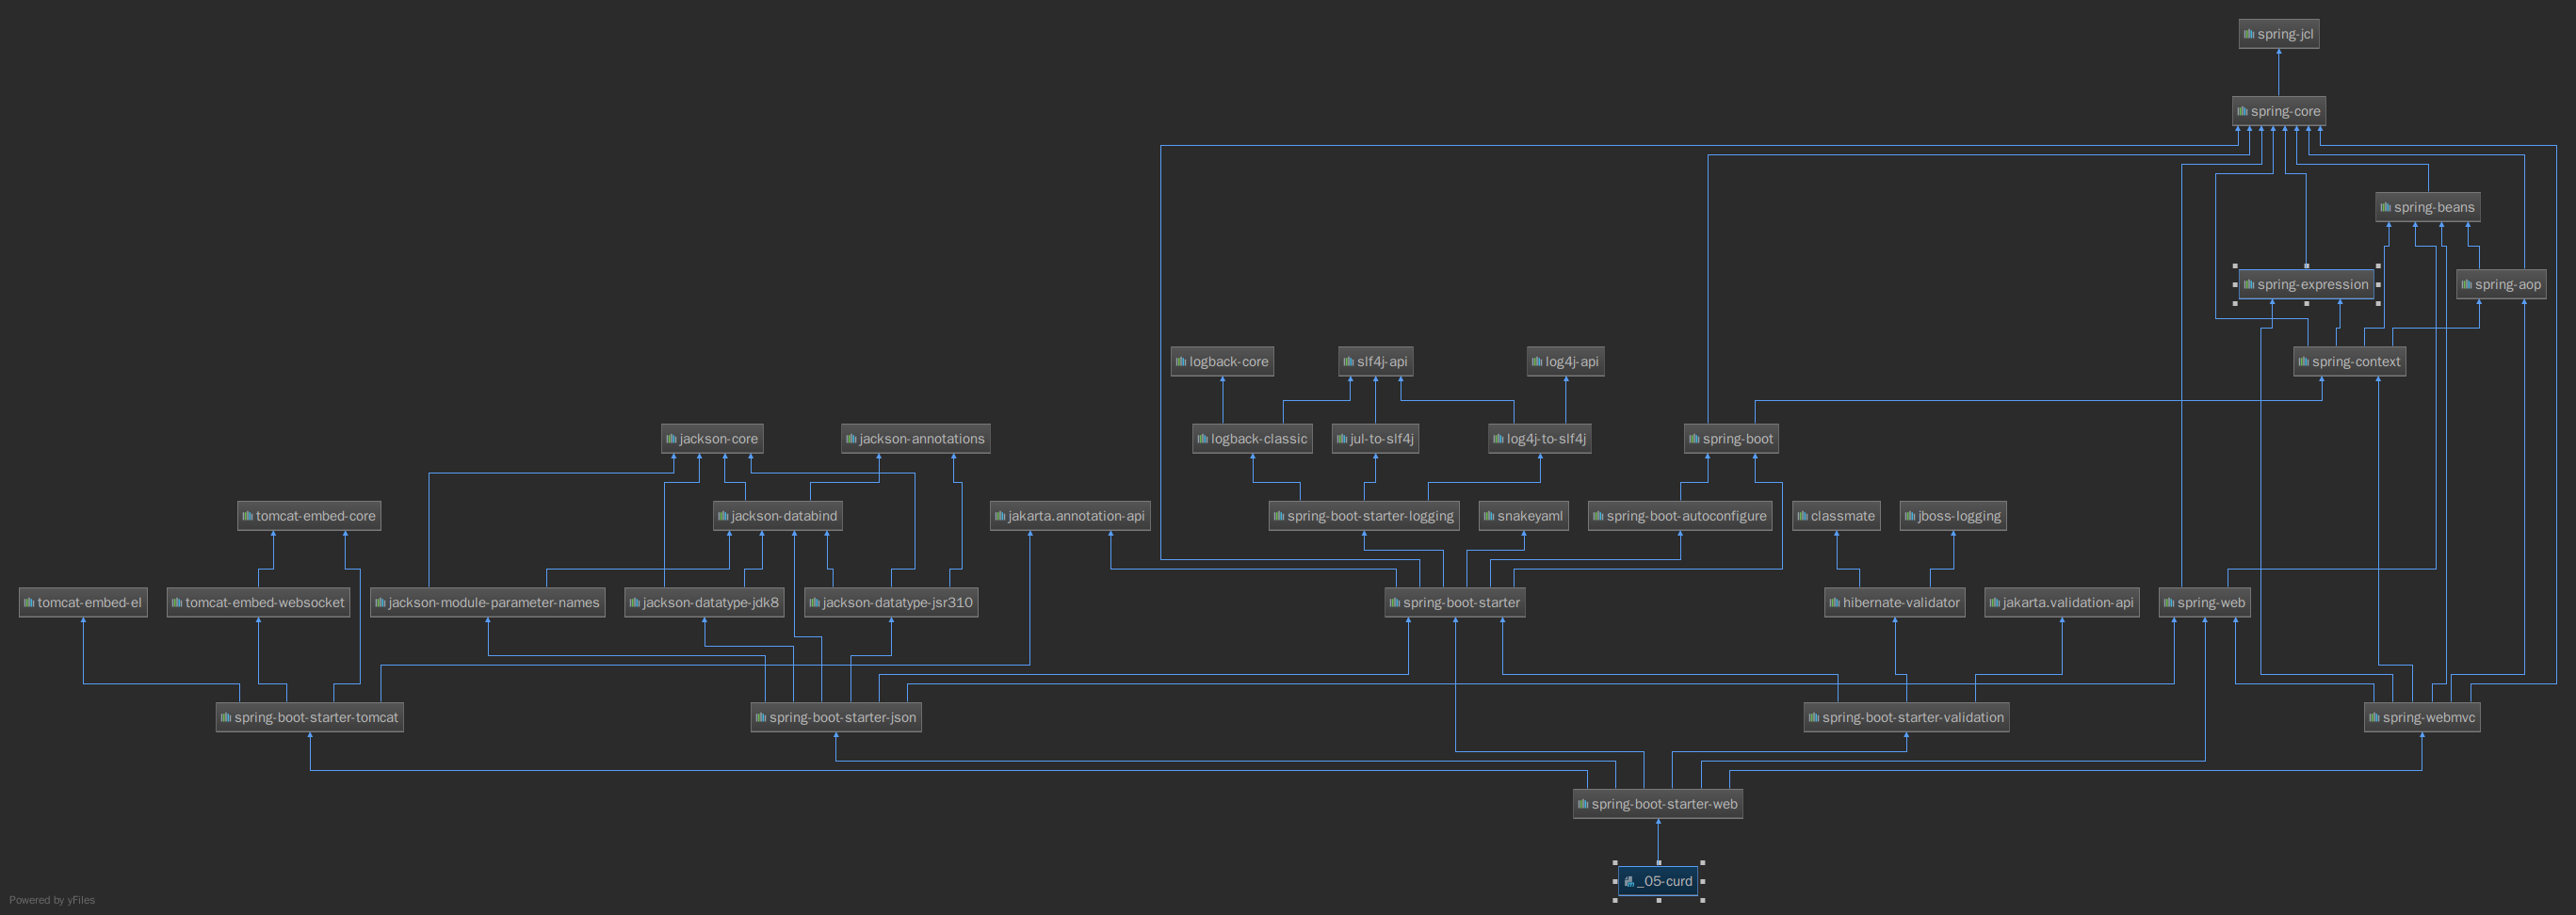 spring-jcl
spring-core
spring-beans
spring-expression
spring-aop
logback-core
slf4j-api
log4j-api
spring-context
jackson-core
jackson-annotations
logback-classic
jul-to-slf4j
log4j-to-slf4j
spring-boot
tomcat-embed-core
jackson-databind
jakarta.annotation-api
spring-boot-starter-logging
snakeyaml
spring-boot-autoconfigure
classmate
jboss-logging
tomcat-embed-el
tomcat-embed-websocket
jackson-module-parameter-names
jackson-datatype-jdk8
jackson-datatype-jsr310
spring-boot-starter
hibernate-validator
jakarta.validation-api
spring-web
spring-boot-starter-tomcat
spring-boot-starter-json
spring-boot-starter-validation
spring-webmvc
spring-boot-starter-web
_05-curd
Powered by yFiles